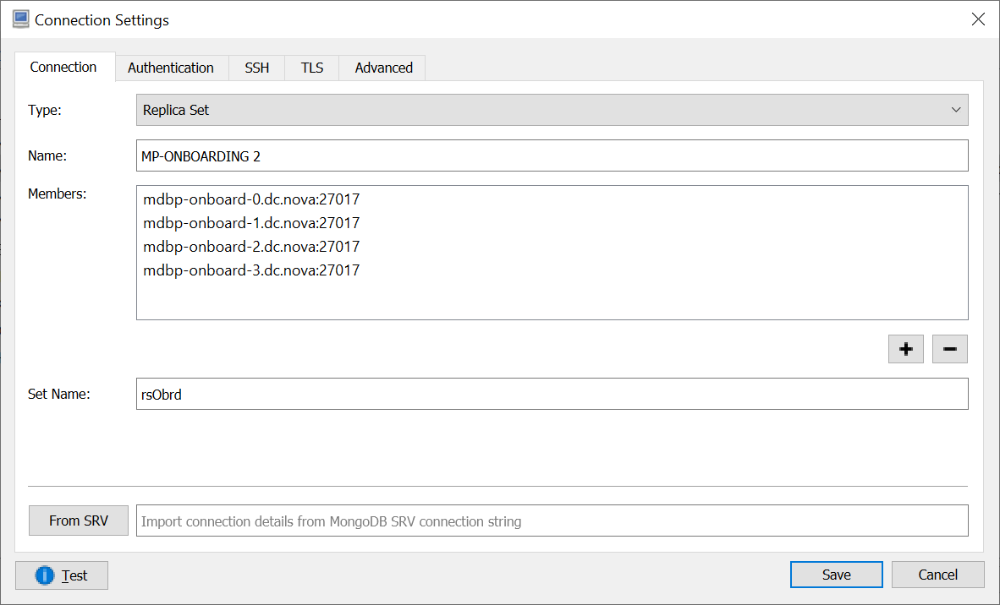 Connection Settings
Connection Authentication SSH TLS Advanced
Type: Replica Set
Name: MP-ONBOARDING 2
Members: mdbp-onboard-0.dc.nova:27017
mdbp-onboard-1.dc.nova:27017
mdbp-onboard-2.dc.nova:27017
mdbp-onboard-3.dc.nova:27017
Set Name: rsObrd
From SRV Import connection details from MongoDB SRV connection string
Test Save Cancel